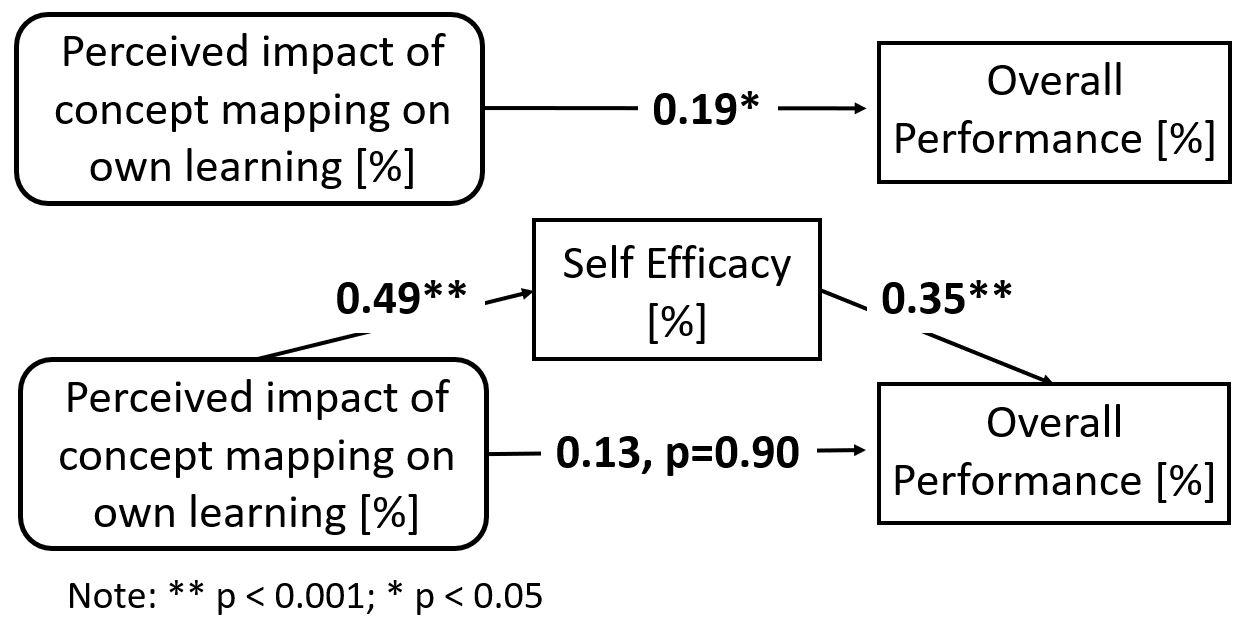 Perceived impact of
concept mapping on
own learning [%]
0.19*
Overall
Performance [%]
Self Efficacy
[%]
0.49**
0.35**
Perceived impact of
concept mapping on
own learning [%]
0.13, p=0.90
Overall
Performance [%]
Note: ** p < 0.001; * p < 0.05